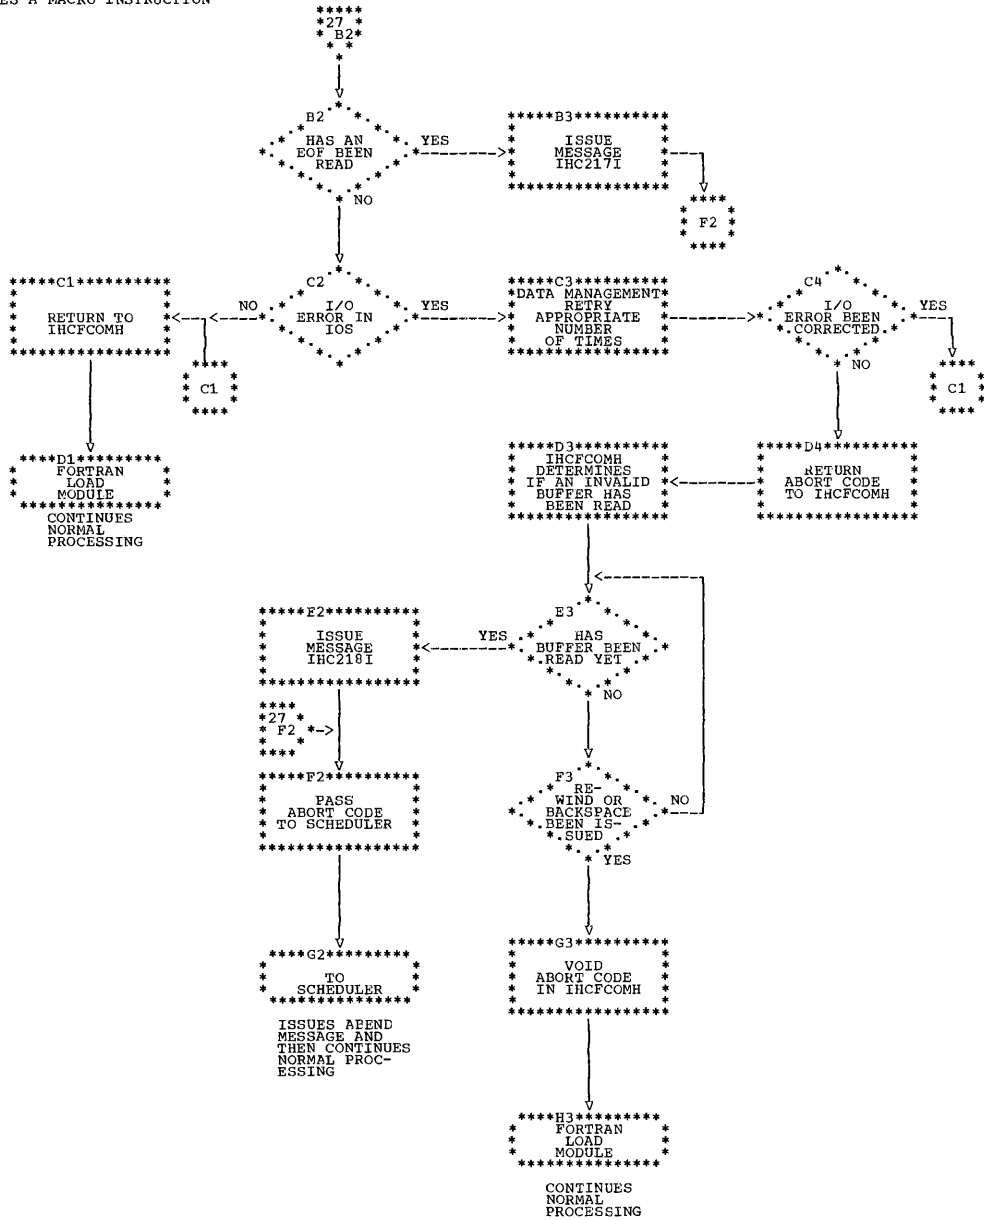 ES A MACRO INSTRUCTION
27
B2
B2
HAS AN
EOF BEEN
READ
YES
NO
B3
ISSUE
MESSAGE
IHC217I
F2
C1
RETURN TO
IHCFCOMH
NO
C2
I/O
ERROR IN
IOS
YES
C3
DATA MANAGEMENT
RETRY
APPROPRIATE
NUMBER
OF TIMES
C4
I/O
ERROR BEEN
CORRECTED
YES
NO
C1
C1
D1
FORTRAN
LOAD
MODULE
CONTINUES
NORMAL
PROCESSING
D3
IHCFCOMH
DETERMINES
IF AN INVALID
BUFFER HAS
BEEN READ
D4
RETURN
ABORT CODE
TO IHCFCOMH
E2
ISSUE
MESSAGE
IHC218I
YES
E3
HAS
BUFFER BEEN
READ YET
NO
27
F2
F2
PASS
ABORT CODE
TO SCHEDULER
F3
RE-
WIND OR
BACKSPACE
BEEN IS-
SUED
NO
YES
G2
TO
SCHEDULER
ISSUES ABEND
MESSAGE AND
THEN CONTINUES
NORMAL PROC-
ESSING
G3
VOID
ABORT CODE
IN IHCFCOMH
H3
FORTRAN
LOAD
MODULE
CONTINUES
NORMAL
PROCESSING